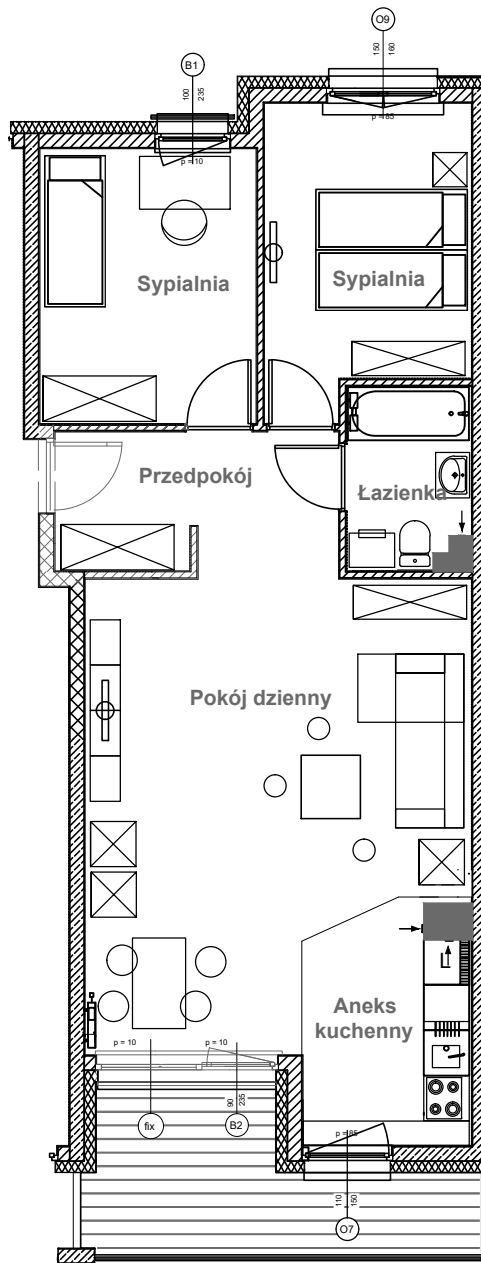 O9
150
160
B1
100
235
p = 85
p = 10
Sypialnia
Sypialnia
Przedpokój
Łazienka
Pokój dzienny
Aneks
kuchenny
p = 10
p = 10
90
235
fix
B2
p = 85
110
150
O7